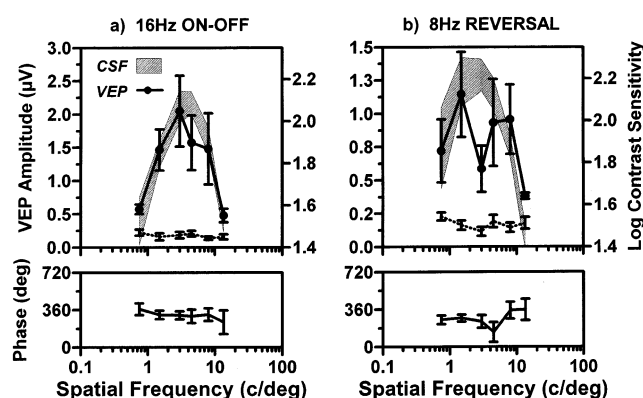 a) 16Hz ON-OFF
b) 8Hz REVERSAL
VEP Amplitude (µV)
3.0
2.5
2.0
1.5
1.0
0.5
0.0
CSF
VEP
2.2
2.0
1.8
1.6
1.4
1.5
1.3
1.0
0.8
0.5
0.2
0.0
2.2
2.0
1.8
1.6
1.4
Log Contrast Sensitivity
Phase (deg)
720
360
0
0.1 1 10 100
Spatial Frequency (c/deg)
720
360
0
0.1 1 10 100
Spatial Frequency (c/deg)